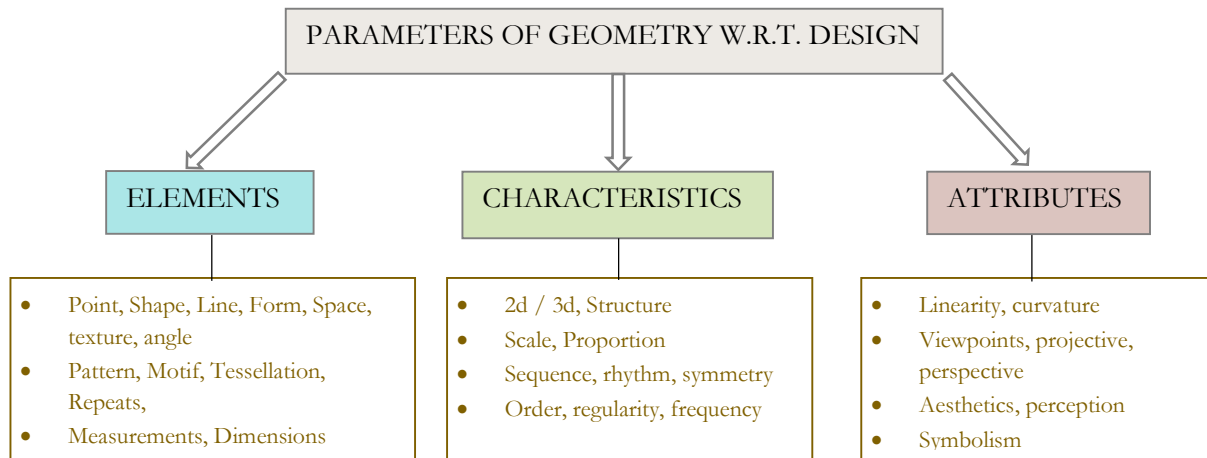 PARAMETERS OF GEOMETRY W.R.T. DESIGN
ELEMENTS
• Point, Shape, Line, Form, Space,
texture, angle
• Pattern, Motif, Tessellation,
Repeats,
• Measurements, Dimensions
CHARACTERISTICS
• 2d / 3d, Structure
• Scale, Proportion
• Sequence, rhythm, symmetry
• Order, regularity, frequency
ATTRIBUTES
• Linearity, curvature
• Viewpoints, projective,
perspective
• Aesthetics, perception
• Symbolism